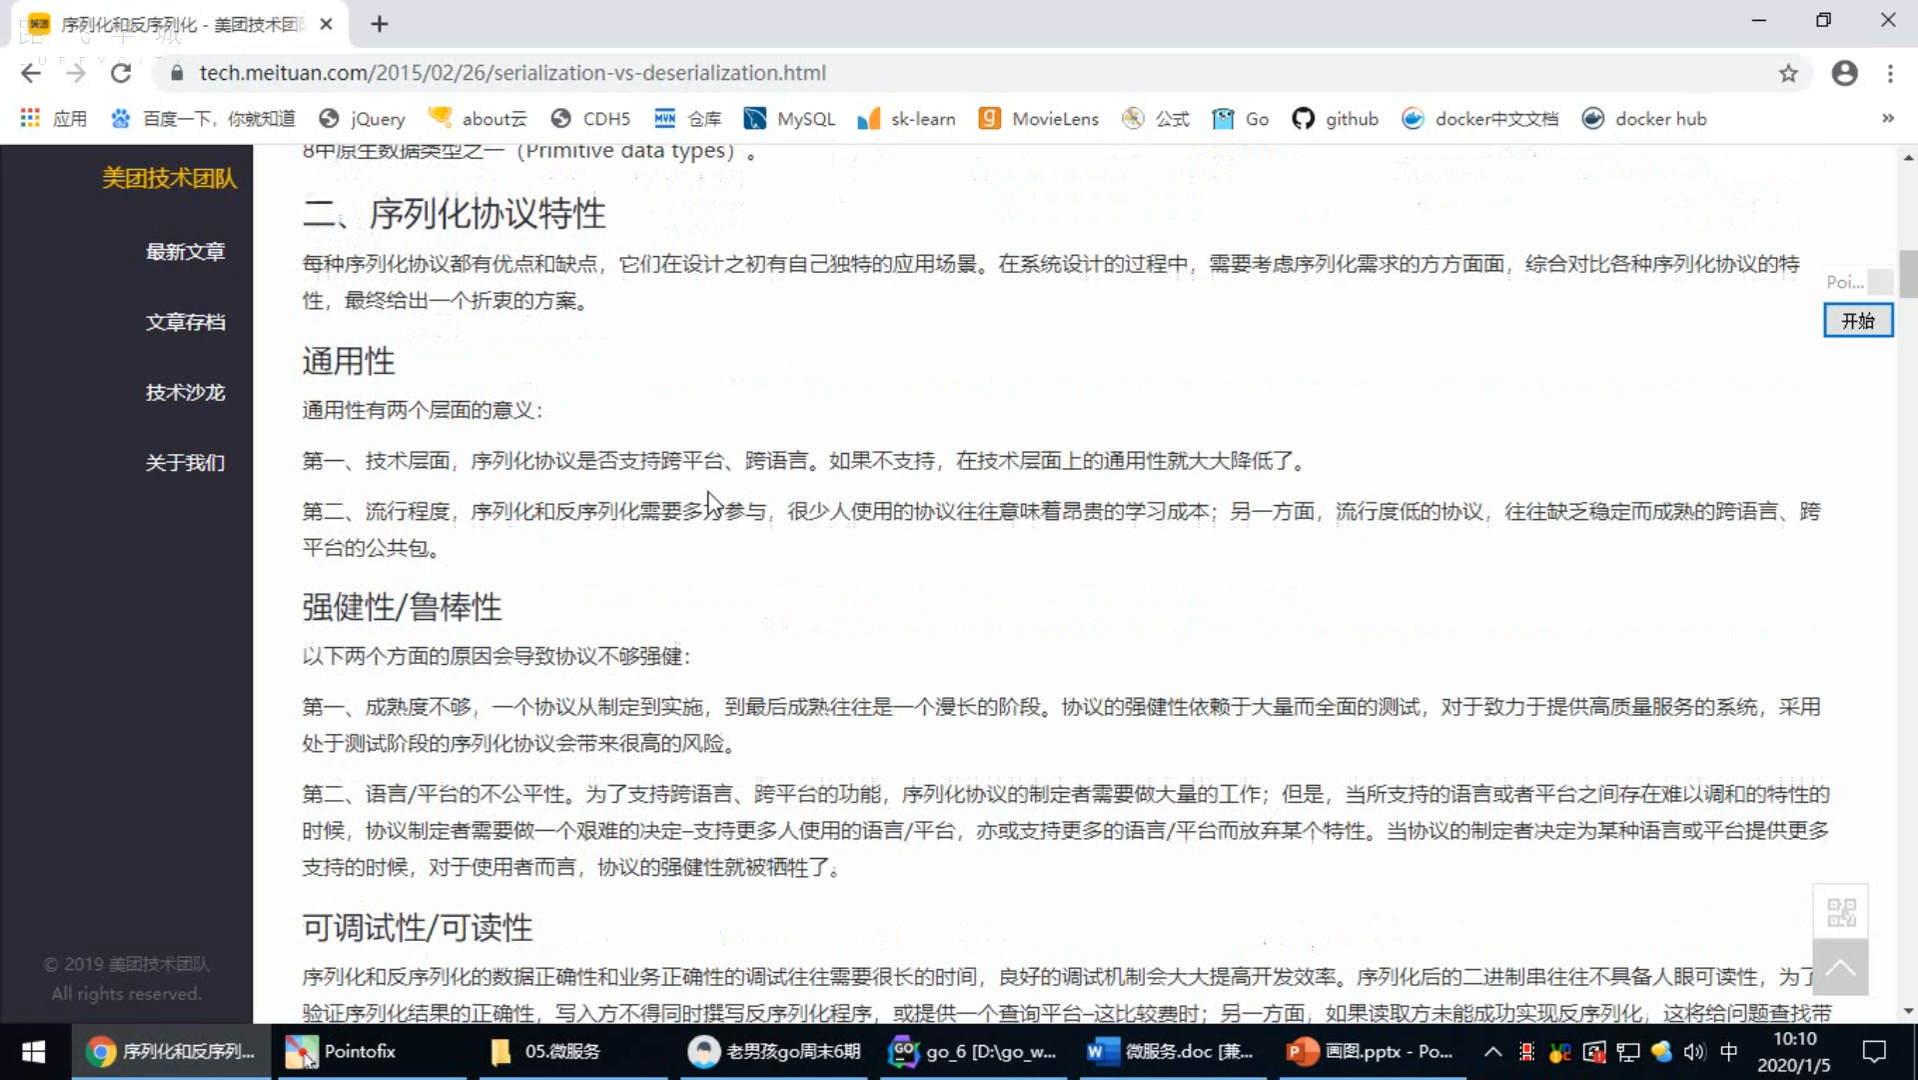 序列化和反序列化 - 美团技术团
tech.meituan.com/2015/02/26/serialization-vs-deserialization.html
应用 百度一下，你就知道 jQuery about云 CDH5 仓库 MySQL sk-learn MovieLens 公式 Go github docker中文文档 docker hub »
美团技术团队
最新文章
文章存档
技术沙龙
关于我们
© 2019 美团技术团队
All rights reserved.
8中原生数据类型之一（Primitive data types）。
二、序列化协议特性
每种序列化协议都有优点和缺点，它们在设计之初有自己独特的应用场景。在系统设计的过程中，需要考虑序列化需求的方方面面，综合对比各种序列化协议的特
性，最终给出一个折衷的方案。
通用性
通用性有两个层面的意义：
第一、技术层面，序列化协议是否支持跨平台、跨语言。如果不支持，在技术层面上的通用性就大大降低了。
第二、流行程度，序列化和反序列化需要多方参与，很少人使用的协议往往意味着昂贵的学习成本；另一方面，流行度低的协议，往往缺乏稳定而成熟的跨语言、跨
平台的公共包。
强健性/鲁棒性
以下两个方面的原因会导致协议不够强健：
第一、成熟度不够，一个协议从制定到实施，到最后成熟往往是一个漫长的阶段。协议的强健性依赖于大量而全面的测试，对于致力于提供高质量服务的系统，采用
处于测试阶段的序列化协议会带来很高的风险。
第二、语言/平台的不公平性。为了支持跨语言、跨平台的功能，序列化协议的制定者需要做大量的工作；但是，当所支持的语言或者平台之间存在难以调和的特性的
时候，协议制定者需要做一个艰难的决定–支持更多人使用的语言/平台，亦或支持更多的语言/平台而放弃某个特性。当协议的制定者决定为某种语言或平台提供更多
支持的时候，对于使用者而言，协议的强健性就被牺牲了。
可调试性/可读性
序列化和反序列化的数据正确性和业务正确性的调试往往需要很长的时间，良好的调试机制会大大提高开发效率。序列化后的二进制串往往不具备人眼可读性，为了
验证序列化结果的正确性，写入方不得同时撰写反序列化程序，或提供一个查询平台–这比较费时；另一方面，如果读取方未能成功实现反序列化，这将给问题查找带
Poi...
开始
序列化和反序列... Pointofix 05.微服务 老男孩go周末6期 go_6 [D:\go_w... 微服务.doc [兼... 画图.pptx - Po... 中 10:10
2020/1/5